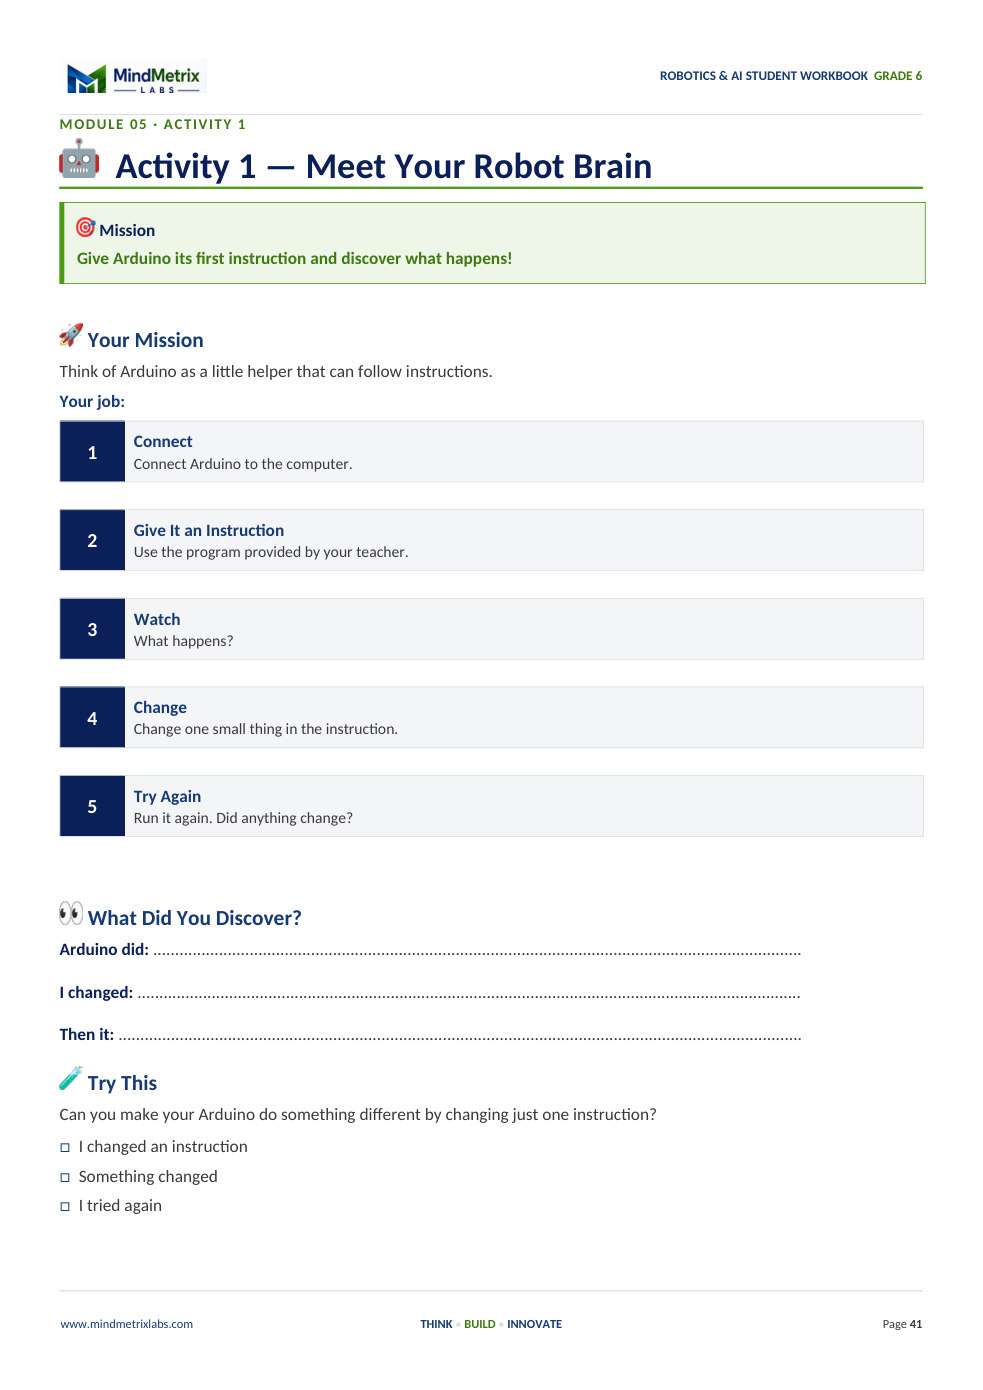 MindMetrix
LABS
ROBOTICS & AI STUDENT WORKBOOK GRADE 6
MODULE 05 · ACTIVITY 1
Activity 1 — Meet Your Robot Brain
Mission
Give Arduino its first instruction and discover what happens!
Your Mission
Think of Arduino as a little helper that can follow instructions.
Your job:
1
Connect
Connect Arduino to the computer.
2
Give It an Instruction
Use the program provided by your teacher.
3
Watch
What happens?
4
Change
Change one small thing in the instruction.
5
Try Again
Run it again. Did anything change?
What Did You Discover?
Arduino did: ....................................................................................................................................................
I changed: ........................................................................................................................................................
Then it: .............................................................................................................................................................
Try This
Can you make your Arduino do something different by changing just one instruction?
I changed an instruction
Something changed
I tried again
www.mindmetrixlabs.com
THINK • BUILD • INNOVATE
Page 41